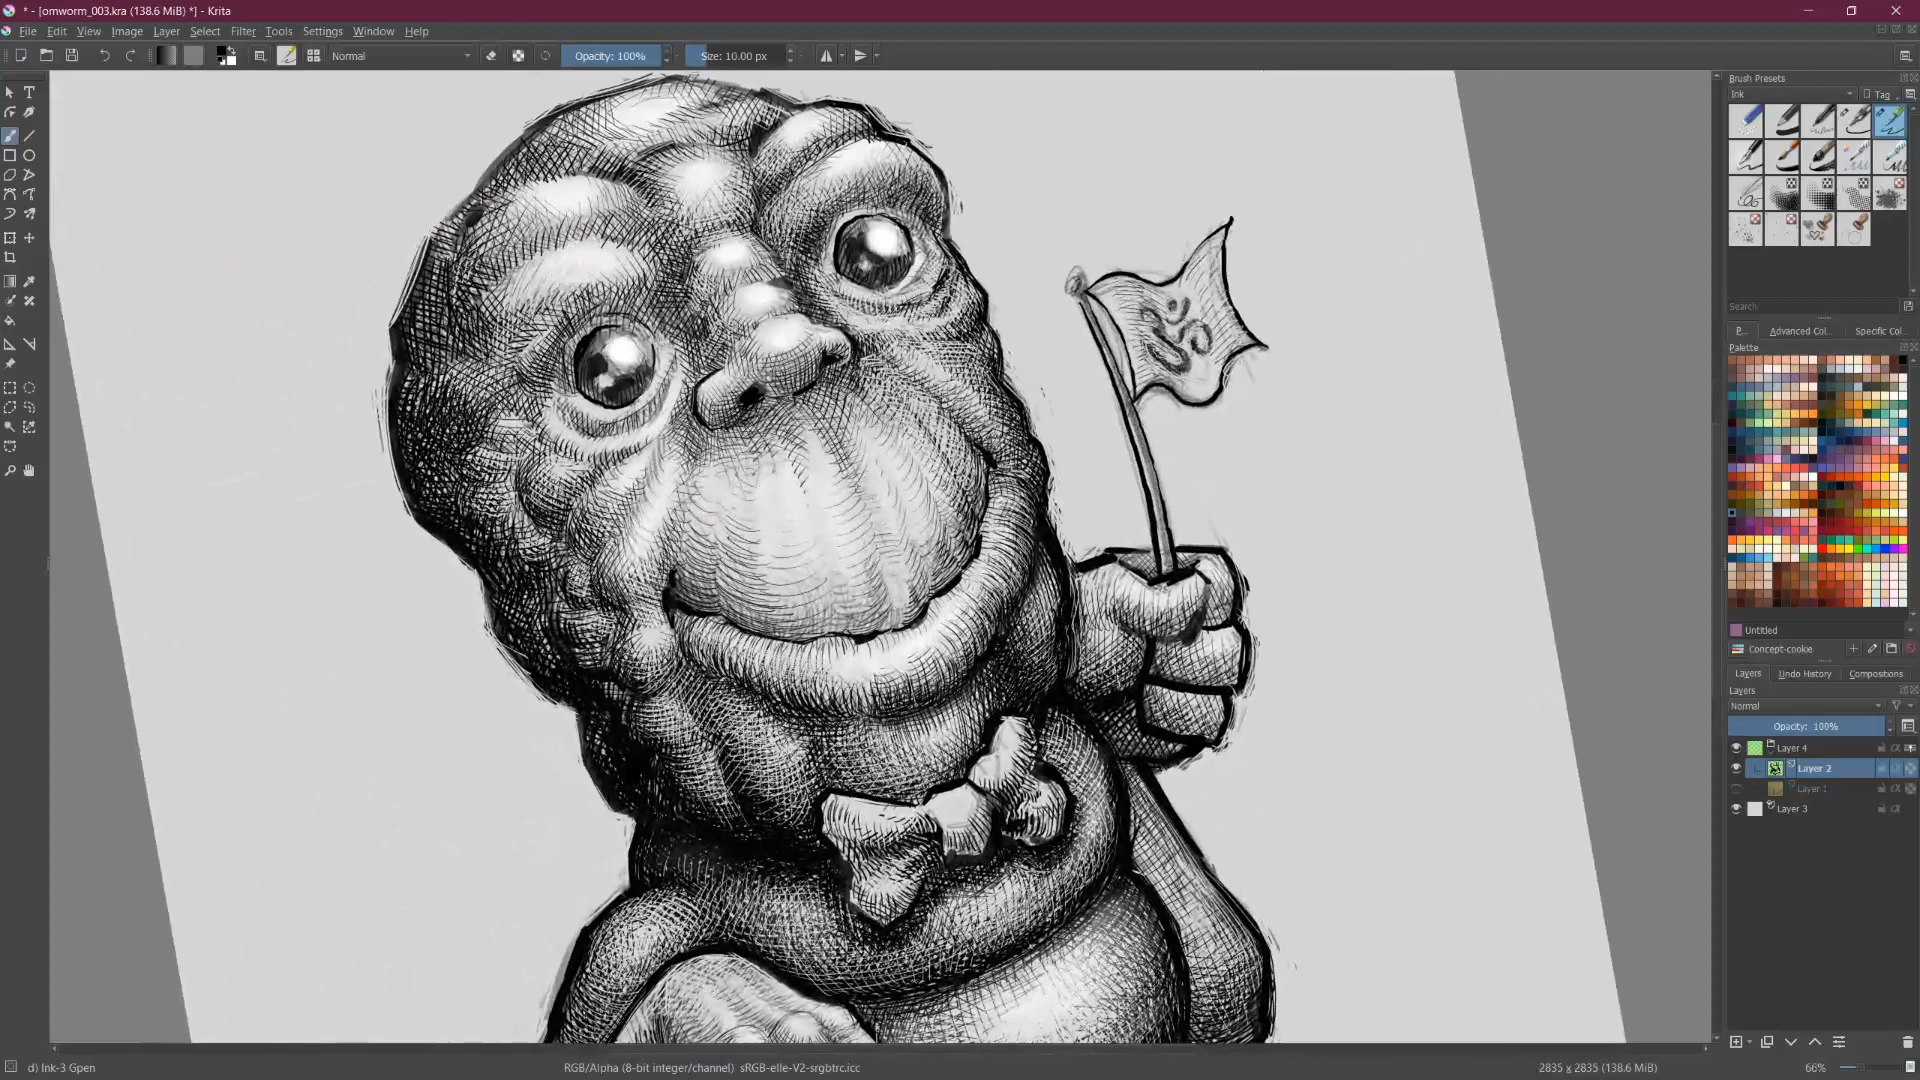 * - [omworm_003.kra (138.6 MiB) *] - Krita
File Edit View Image Layer Select Filter Tools Settings Window Help
Normal Opacity: 100% Size: 10.00 px
Brush Presets
Ink Tag
Search
P... Advanced Col... Specific Col...
Palette
Untitled
Concept-cookie
Layers Undo History Compositions
Layers
Normal
Opacity: 100%
Layer 4
Layer 2
Layer 1
Layer 3
d) Ink-3 Gpen RGB/Alpha (8-bit integer/channel) sRGB-elle-V2-srgbtrc.icc 2835 x 2835 (138.6 MiB) 66%